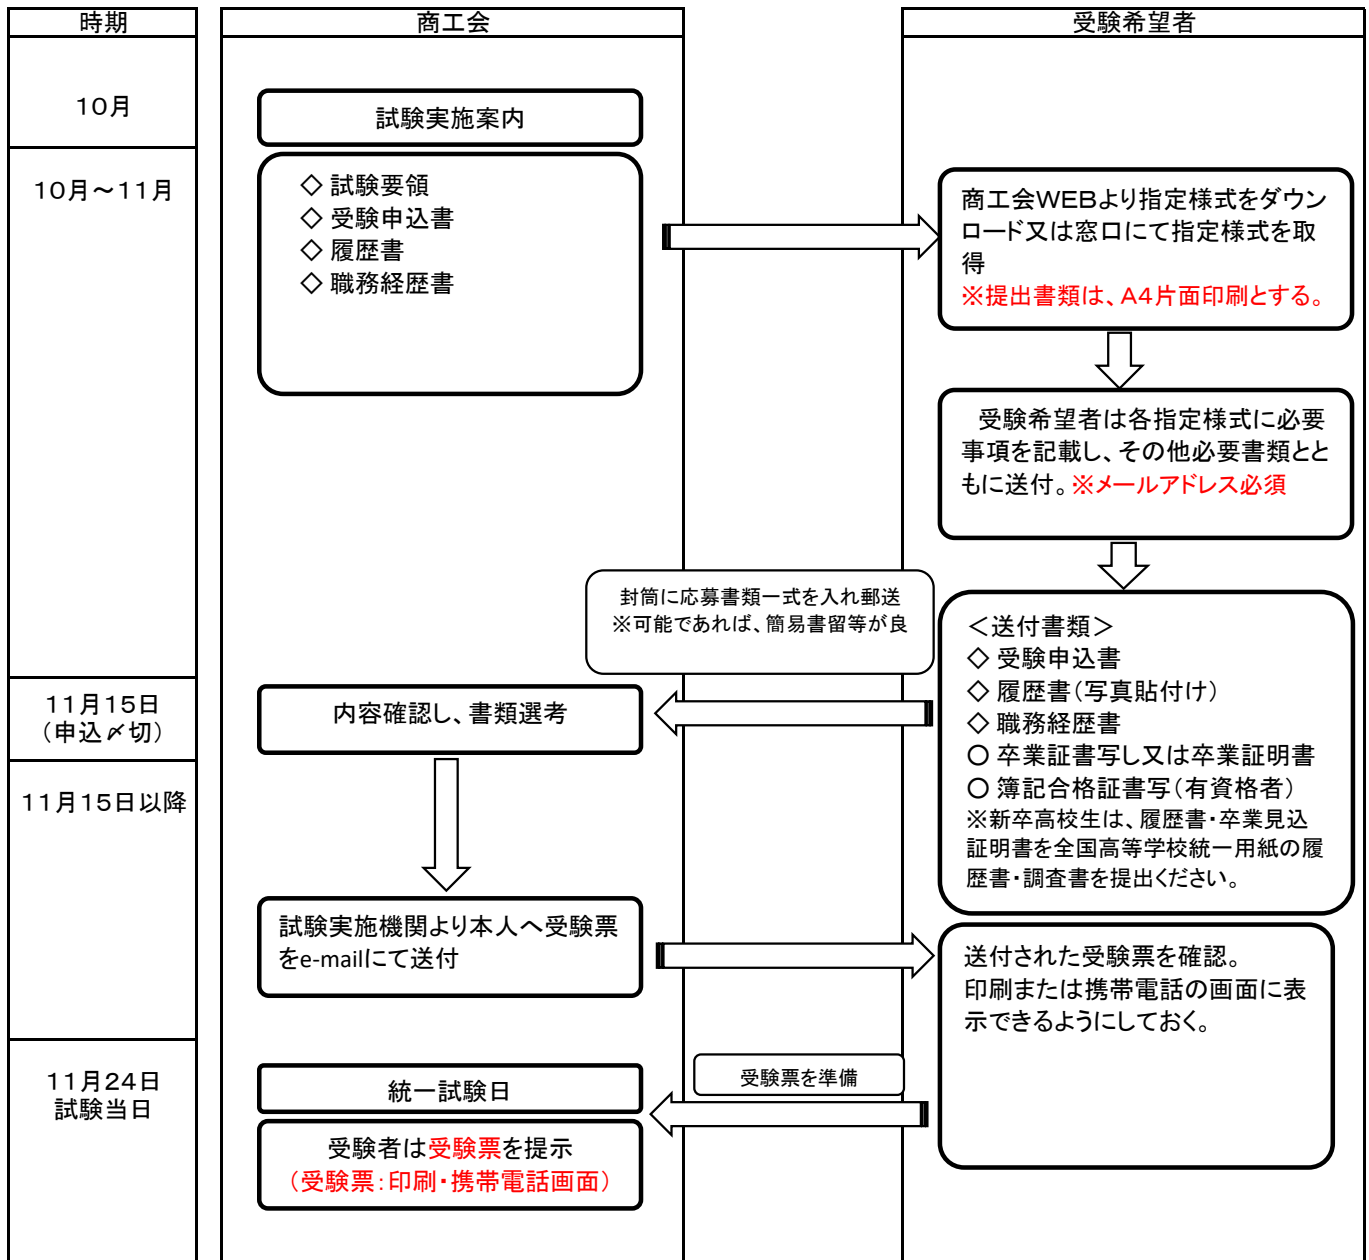 時期
商工会
受験希望者
10月
試験実施案内
10月～11月
◇ 試験要領
◇ 受験申込書
◇ 履歴書
◇ 職務経歴書
商工会WEBより指定様式をダウン
ロード又は窓口にて指定様式を取
得
※提出書類は、A4片面印刷とする。
受験希望者は各指定様式に必要
事項を記載し、その他必要書類とと
もに送付。※メールアドレス必須
封筒に応募書類一式を入れ郵送
※可能であれば、簡易書留等が良
＜送付書類＞
◇ 受験申込書
◇ 履歴書（写真貼付け）
◇ 職務経歴書
○ 卒業証書写し又は卒業証明書
○ 簿記合格証書写（有資格者）
※新卒高校生は、履歴書・卒業見込
証明書を全国高等学校統一用紙の履
歴書・調査書を提出ください。
11月15日
（申込〆切）
内容確認し、書類選考
11月15日以降
試験実施機関より本人へ受験票
をe-mailにて送付
送付された受験票を確認。
印刷または携帯電話の画面に表
示できるようにしておく。
11月24日
試験当日
統一試験日
受験票を準備
受験者は受験票を提示
（受験票：印刷・携帯電話画面）